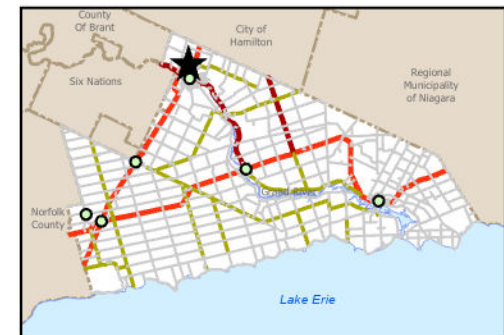 County
Of Brant
City of
Hamilton
Six Nations
Regional
Municipality
of Niagara
Grand River
Norfolk
County
Lake Erie